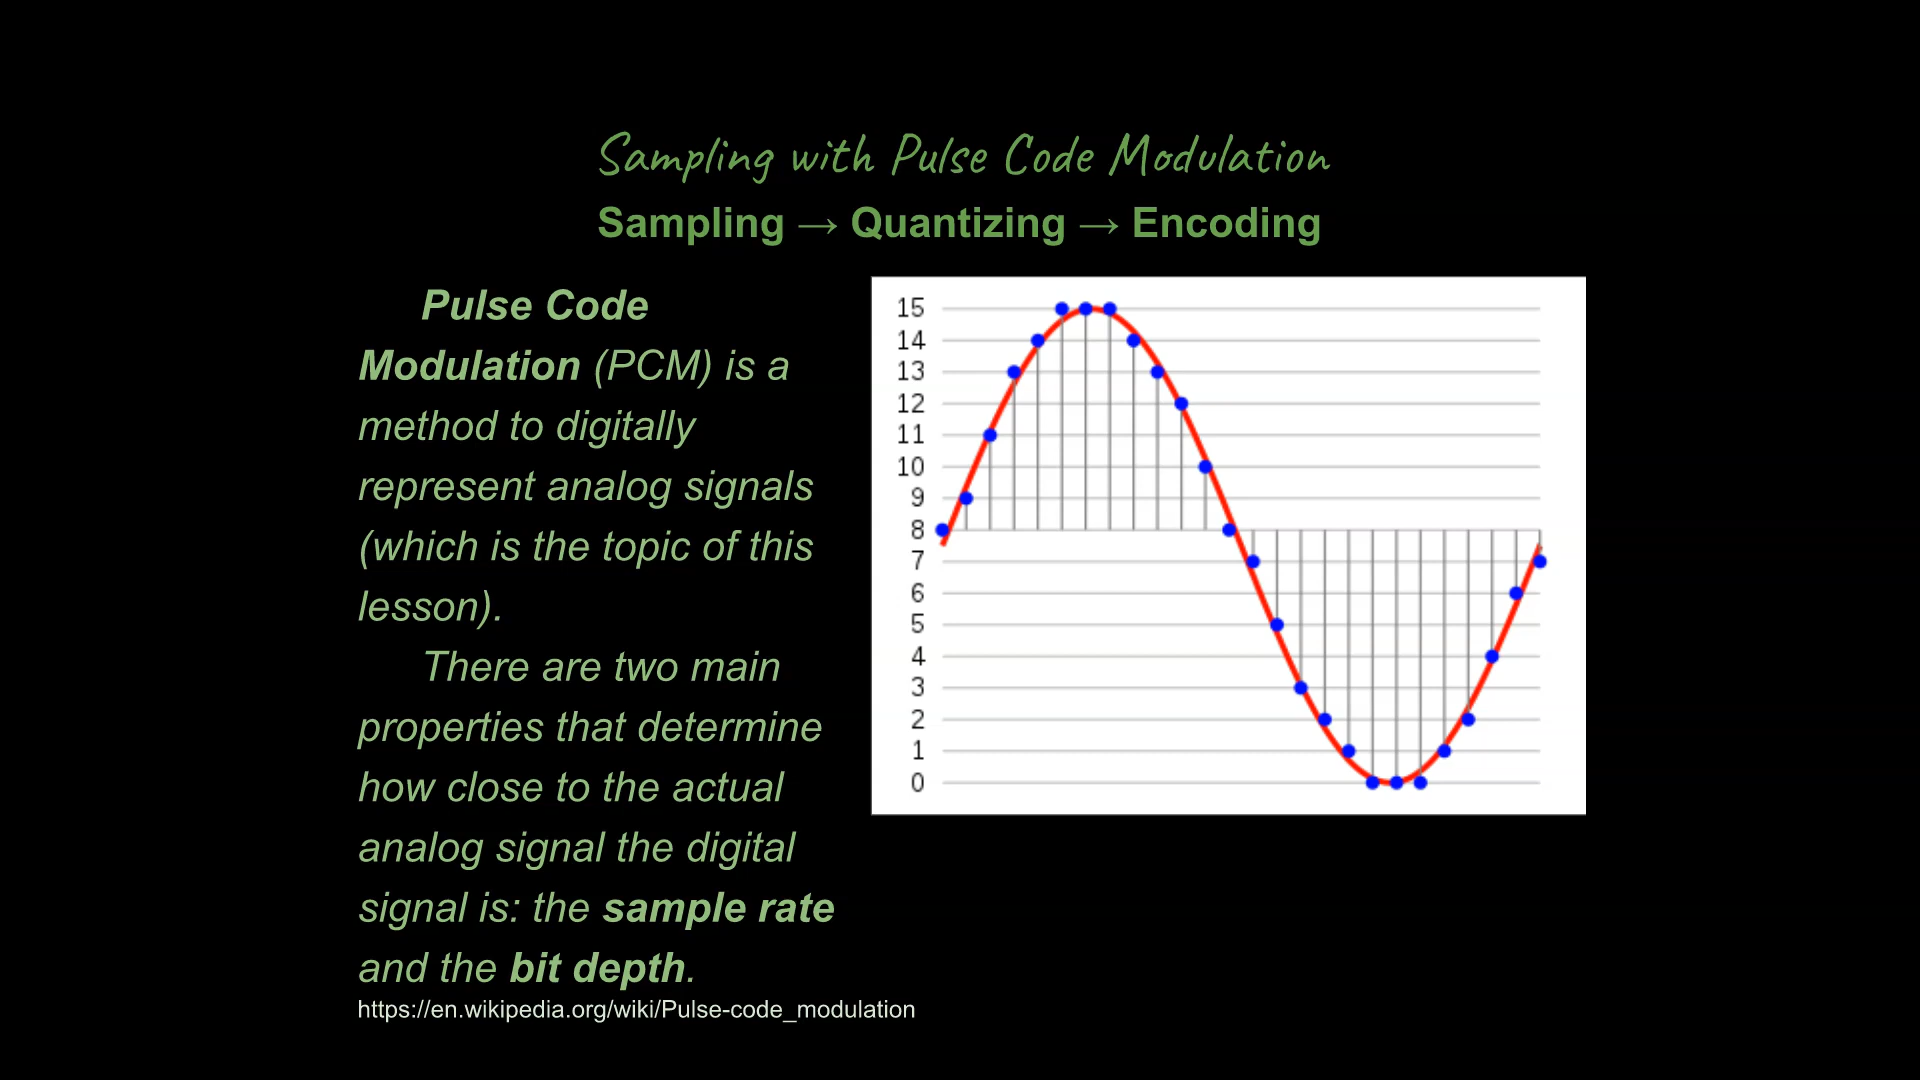 Sampling with Pulse Code Modulation
Sampling → Quantizing → Encoding
Pulse Code
Modulation (PCM) is a
method to digitally
represent analog signals
(which is the topic of this
lesson).
There are two main
properties that determine
how close to the actual
analog signal the digital
signal is: the sample rate
and the bit depth.
https://en.wikipedia.org/wiki/Pulse-code_modulation
15
14
13
12
11
10
9
8
7
6
5
4
3
2
1
0